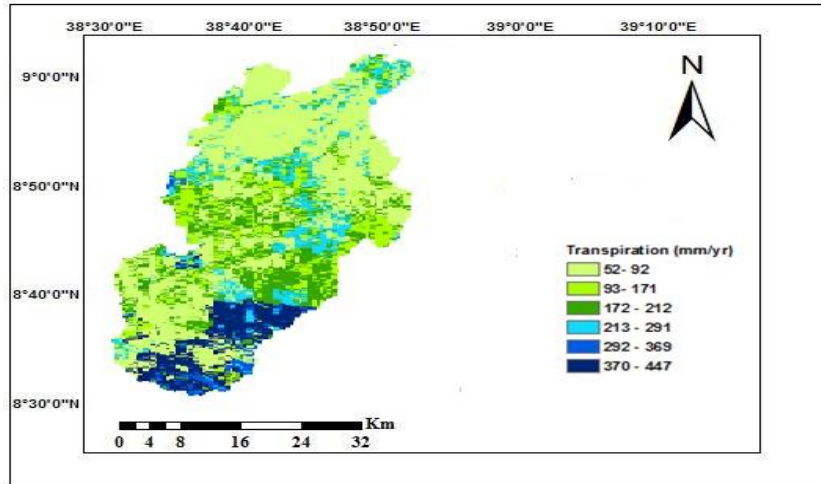 38°30'0"E 38°40'0"E 38°50'0"E 39°0'0"E 39°10'0"E
N
9°0'0"N
8°50'0"N
8°40'0"N
8°30'0"N
Transpiration (mm/yr)
52- 92
93- 171
172 - 212
213 - 291
292 - 369
370 - 447
Km
0 4 8 16 24 32